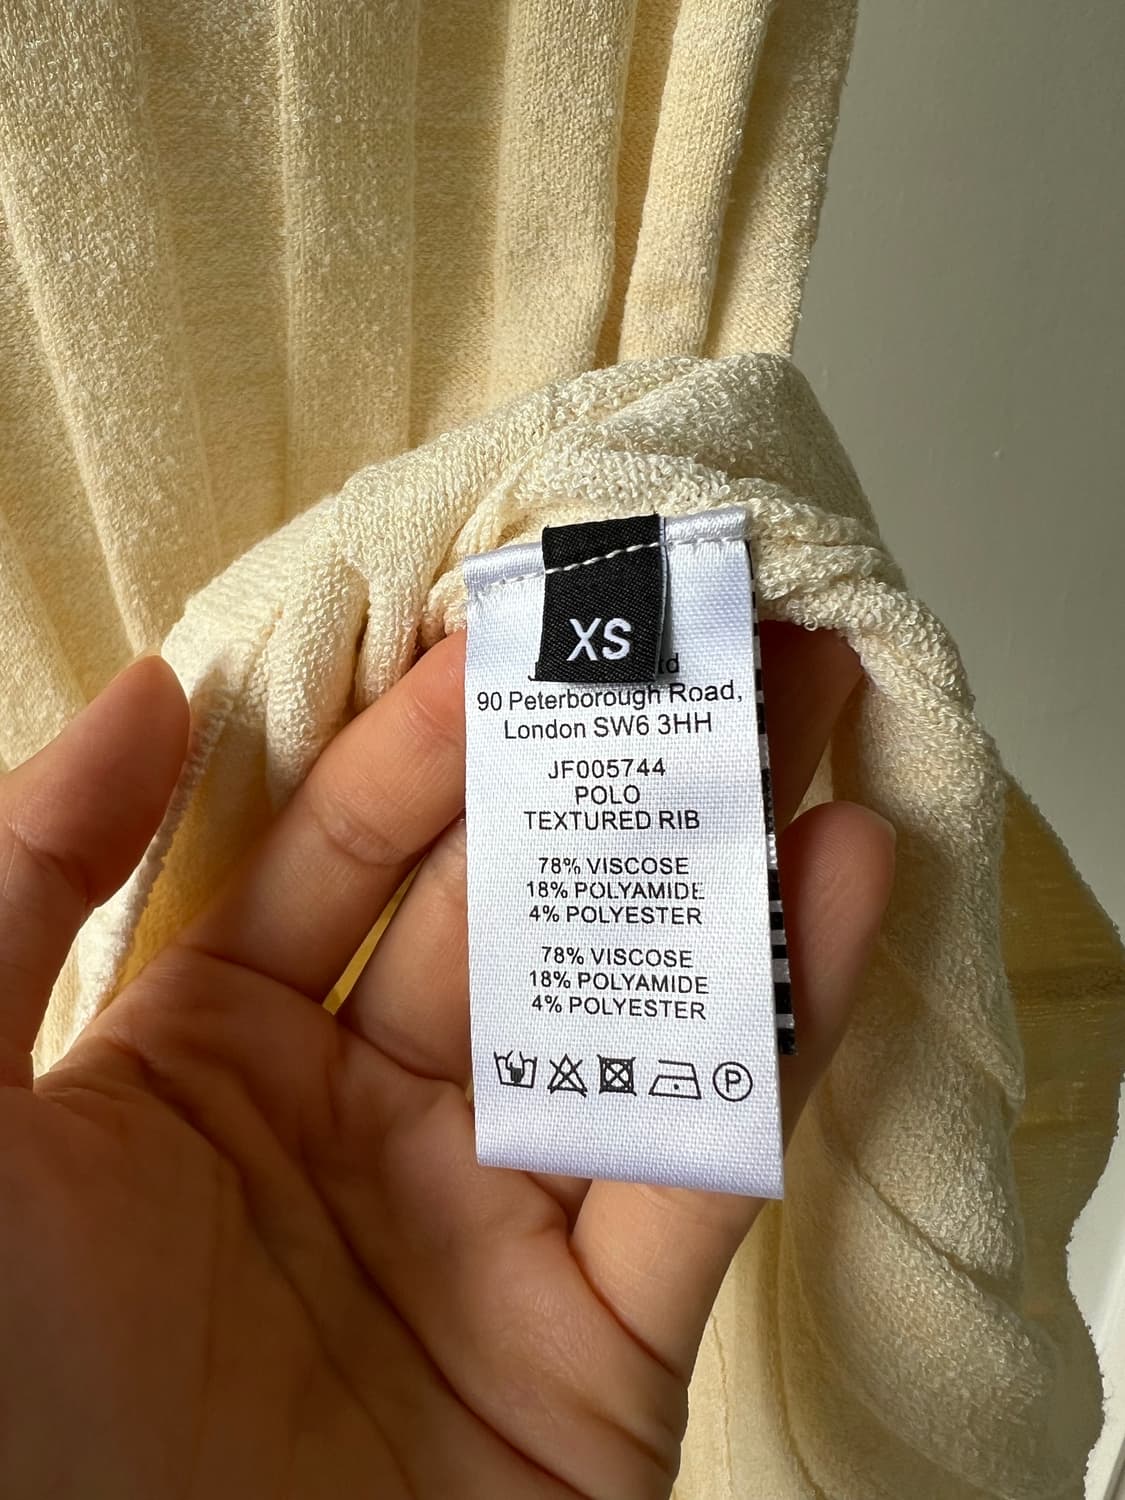 XS
90 Peterborough Road,
London SW6 3HH
JF005744
POLO
TEXTURED RIB
78% VISCOSE
18% POLYAMIDE
4% POLYESTER
78% VISCOSE
18% POLYAMIDE
4% POLYESTER
P